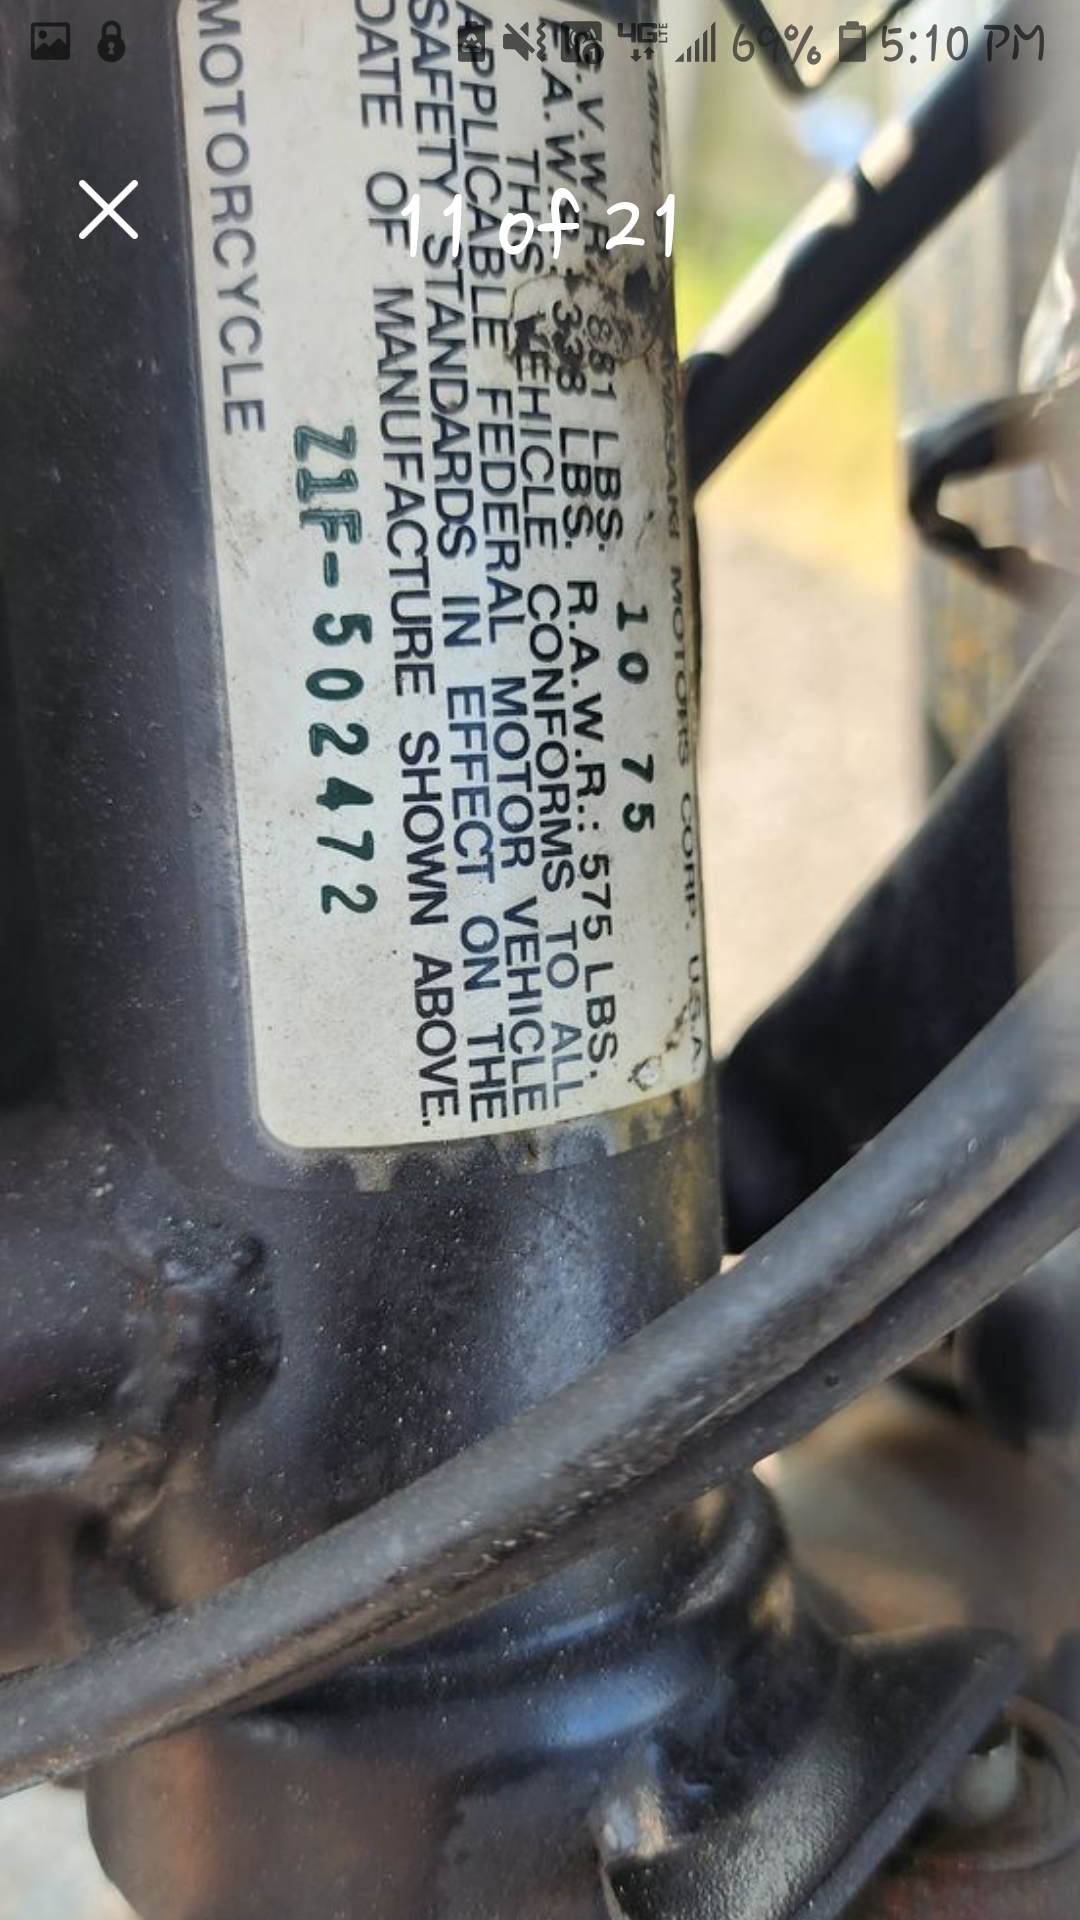 69% 5:10 PM
11 of 21
MOTORS CORP. U.S.A.
10 75
G.V.W.R. 881 LBS.
338 LBS. R.A.W.R.: 575 LBS.
THIS VEHICLE CONFORMS TO ALL
APPLICABLE FEDERAL MOTOR VEHICLE
SAFETY STANDARDS IN EFFECT ON THE
DATE OF MANUFACTURE SHOWN ABOVE.
Z1F-502472
MOTORCYCLE